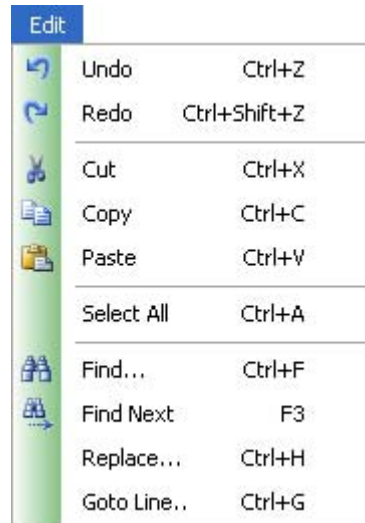 Edit
Undo Ctrl+Z
Redo Ctrl+Shift+Z
Cut Ctrl+X
Copy Ctrl+C
Paste Ctrl+V
Select All Ctrl+A
Find... Ctrl+F
Find Next F3
Replace... Ctrl+H
Goto Line.. Ctrl+G